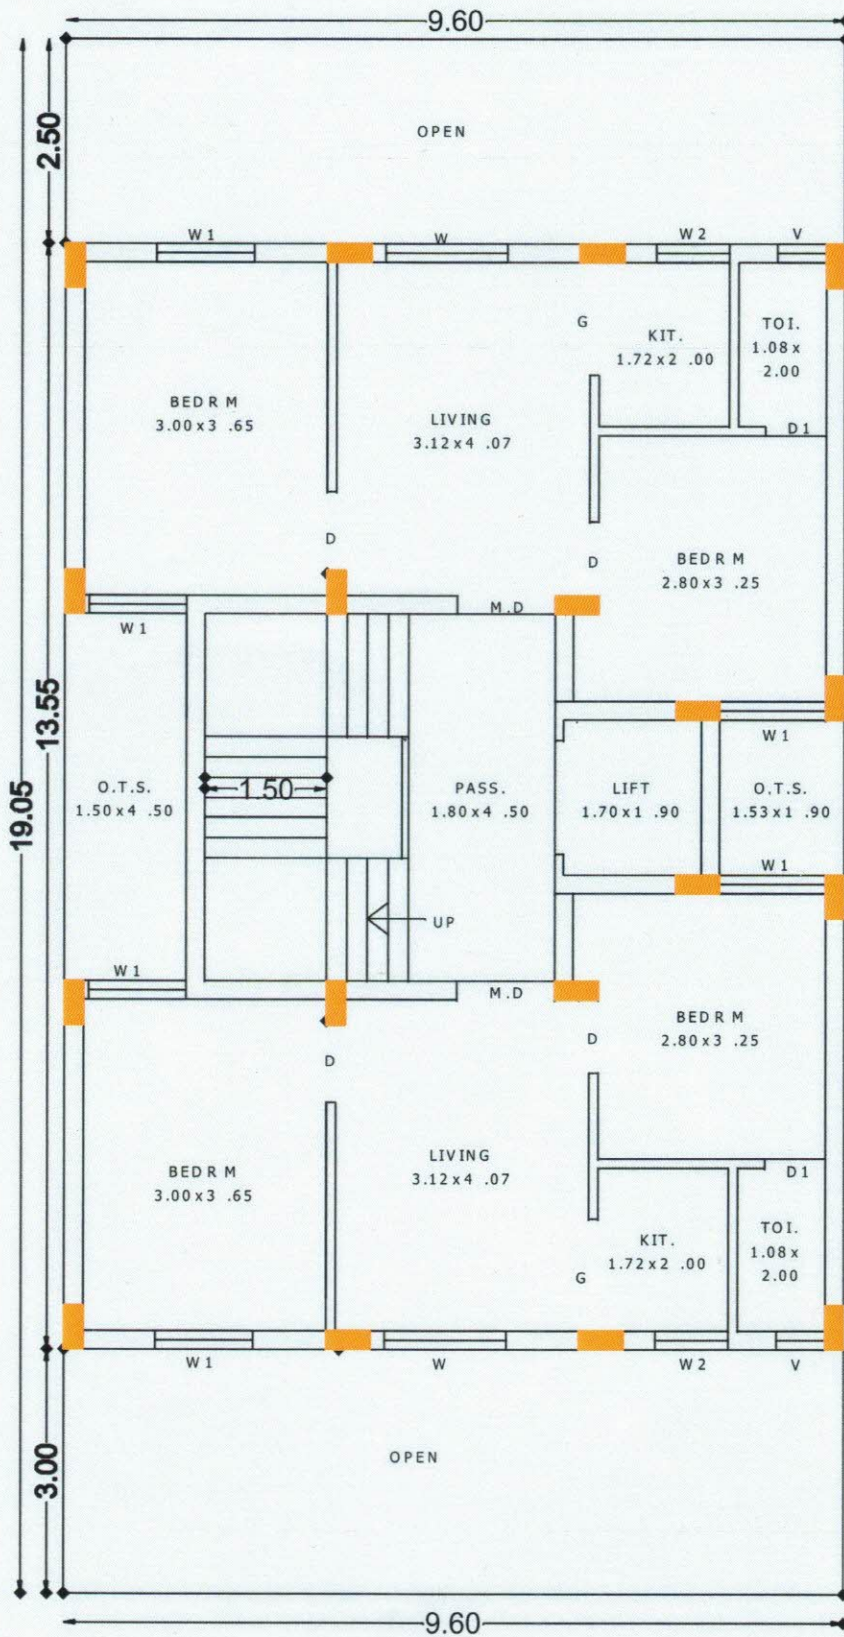 9.60
2.50
OPEN
W1
W
W2
V
G
KIT.
1.72x2 .00
TOI.
1.08x
2.00
BEDR M
3.00x3 .65
LIVING
3.12x4 .07
D1
D
D
BEDR M
2.80x3 .25
M.D
W1
13.55
19.05
W1
O.T.S.
1.50x4 .50
1.50
PASS.
1.80x4 .50
LIFT
1.70x1 .90
O.T.S.
1.53x1 .90
W1
UP
W1
M.D
BEDR M
2.80x3 .25
D
D
BEDR M
3.00x3 .65
LIVING
3.12x4 .07
D1
KIT.
1.72x2 .00
TOI.
1.08x
2.00
G
W1
W
W2
V
OPEN
3.00
9.60